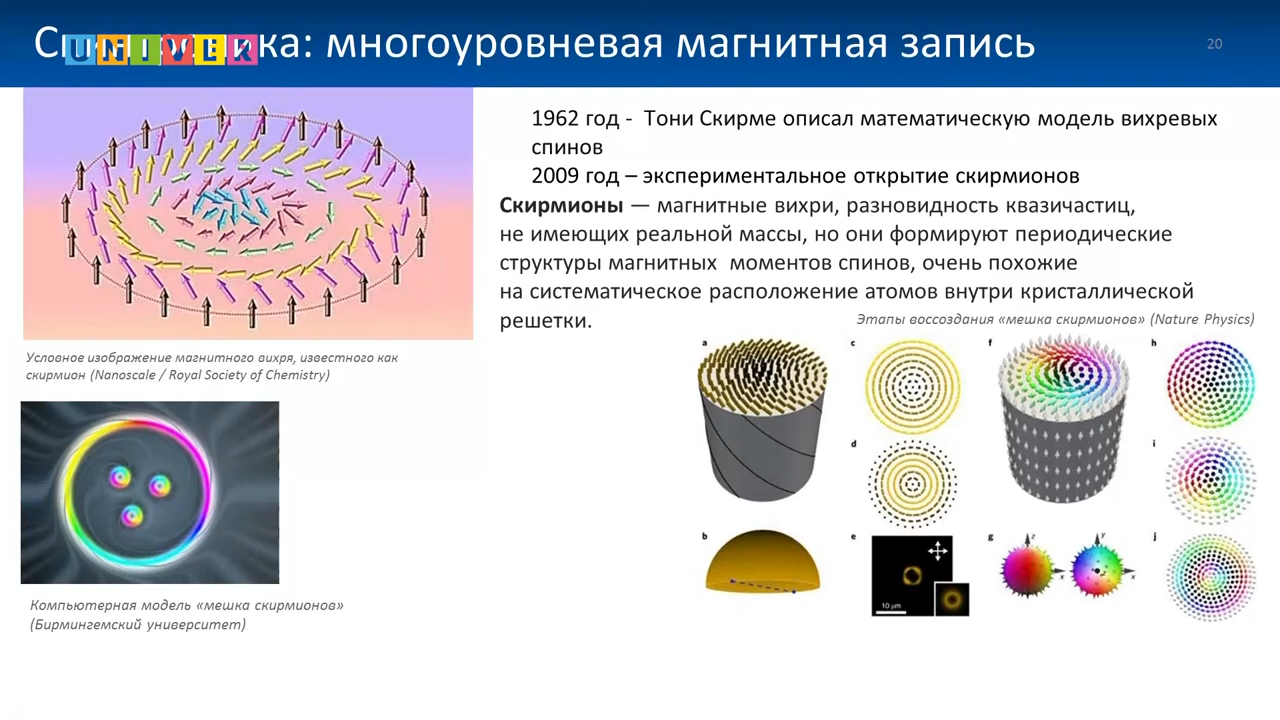 Спинтроника: многоуровневая магнитная запись
UNIVER
20
1962 год - Тони Скирме описал математическую модель вихревых
спинов
2009 год – экспериментальное открытие скирмионов
Скирмионы — магнитные вихри, разновидность квазичастиц,
не имеющих реальной массы, но они формируют периодические
структуры магнитных моментов спинов, очень похожие
на систематическое расположение атомов внутри кристаллической
решетки.
Этапы воссоздания «мешка скирмионов» (Nature Physics)
Условное изображение магнитного вихря, известного как
скирмион (Nanoscale / Royal Society of Chemistry)
a
c
f
h
d
i
b
e
g
j
z
x
y
x
10 µm
Компьютерная модель «мешка скирмионов»
(Бирмингемский университет)